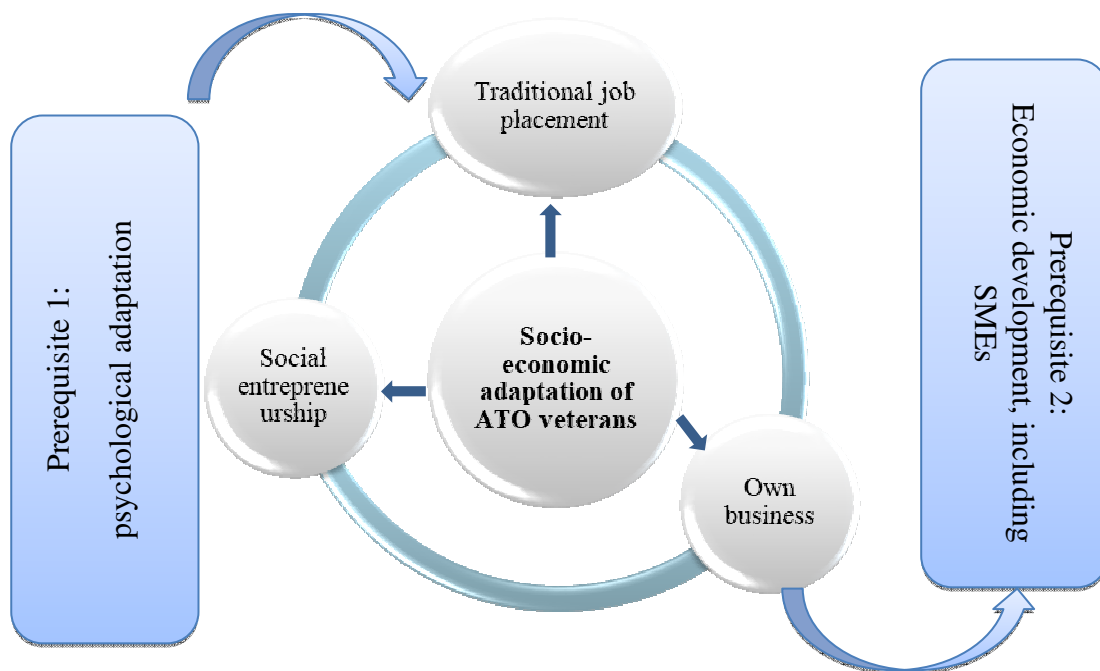 Prerequisite 1:
psychological adaptation
Traditional job
placement
Social
entreprene
urship
Socio-
economic
adaptation of
ATO veterans
Own
business
Prerequisite 2:
Economic development, including
SMEs